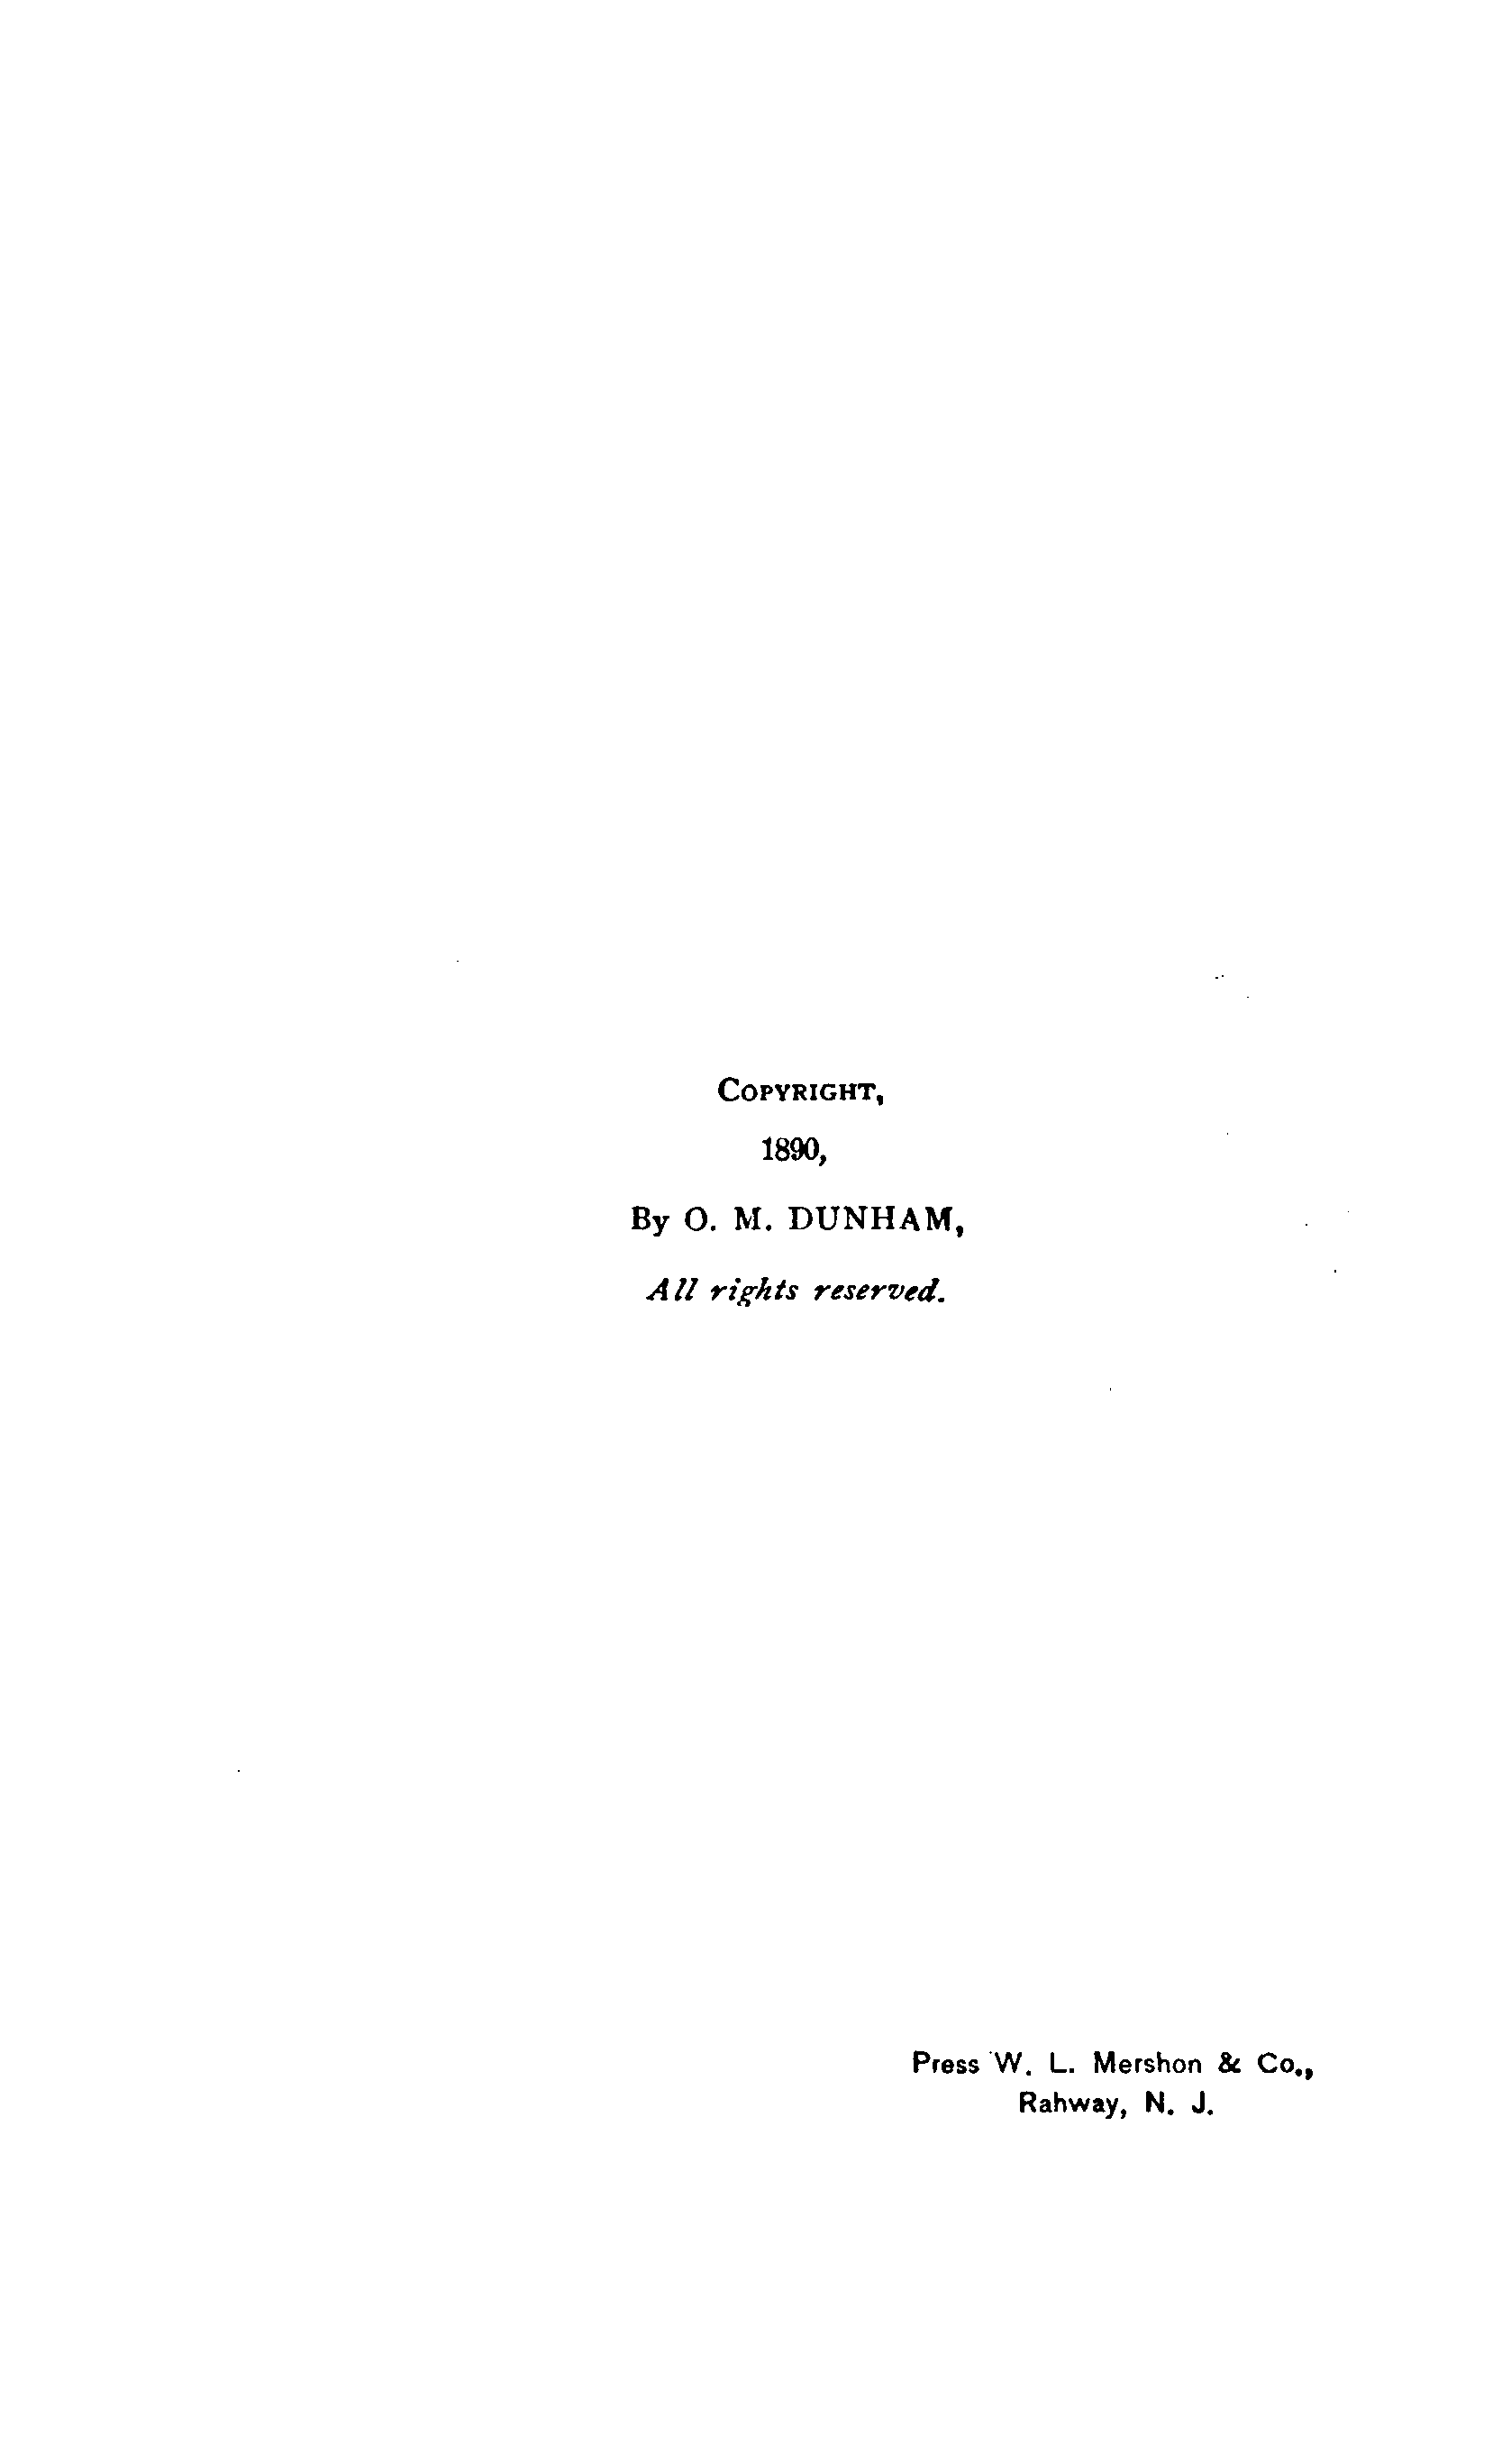 Copyright,
1890,
By O. M. DUNHAM,
All rights reserved.
Press W. L. Mershon & Co.,
Rahway, N. J.